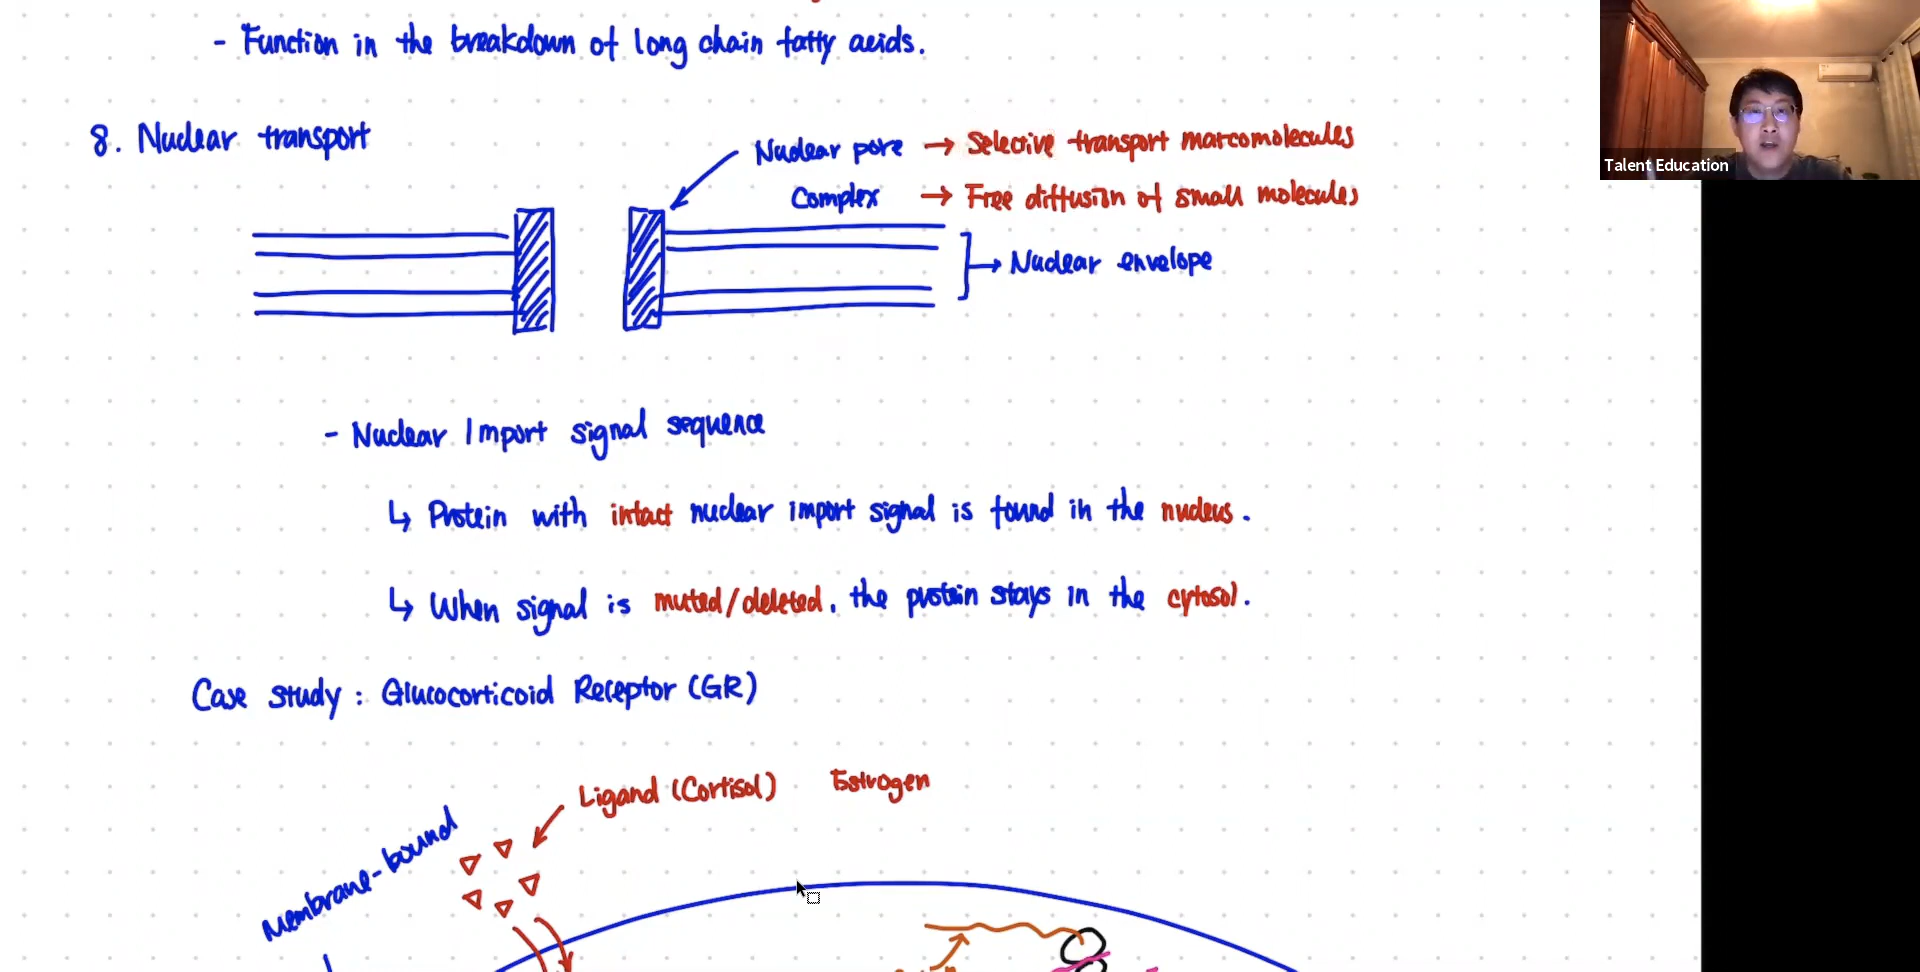 - Function in the breakdown of long chain fatty acids.
8. Nuclear transport
Nuclear pore → Selective transport marcomolecules
Complex → Free diffusion of small molecules
→ Nuclear envelope
- Nuclear Import signal sequence
↳ Protein with intact nuclear import signal is found in the nucleus.
↳ When signal is muted/deleted, the protein stays in the cytosol.
Case study : Glucocorticoid Receptor (GR)
Ligand (Cortisol) Estrogen
Membrane-bound
Talent Education